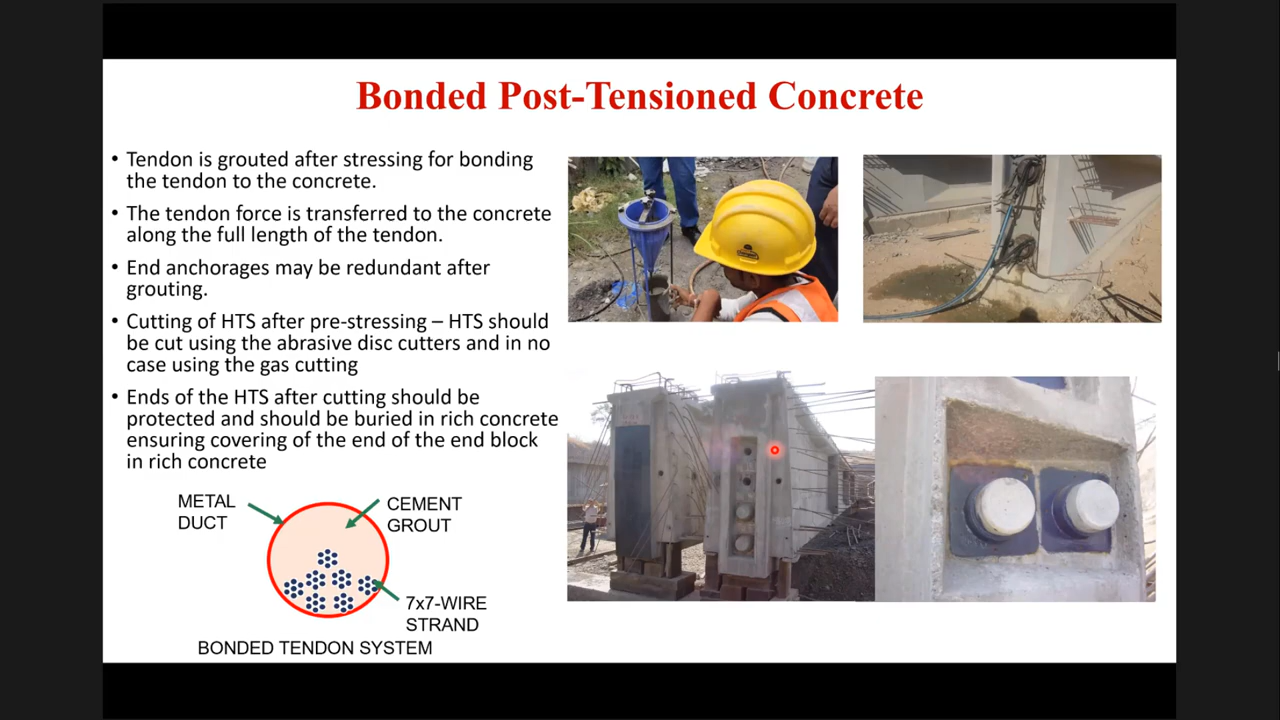 Bonded Post-Tensioned Concrete
• Tendon is grouted after stressing for bonding
the tendon to the concrete.
• The tendon force is transferred to the concrete
along the full length of the tendon.
• End anchorages may be redundant after
grouting.
• Cutting of HTS after pre-stressing – HTS should
be cut using the abrasive disc cutters and in no
case using the gas cutting
• Ends of the HTS after cutting should be
protected and should be buried in rich concrete
ensuring covering of the end of the end block
in rich concrete
METAL
DUCT
CEMENT
GROUT
7x7-WIRE
STRAND
BONDED TENDON SYSTEM